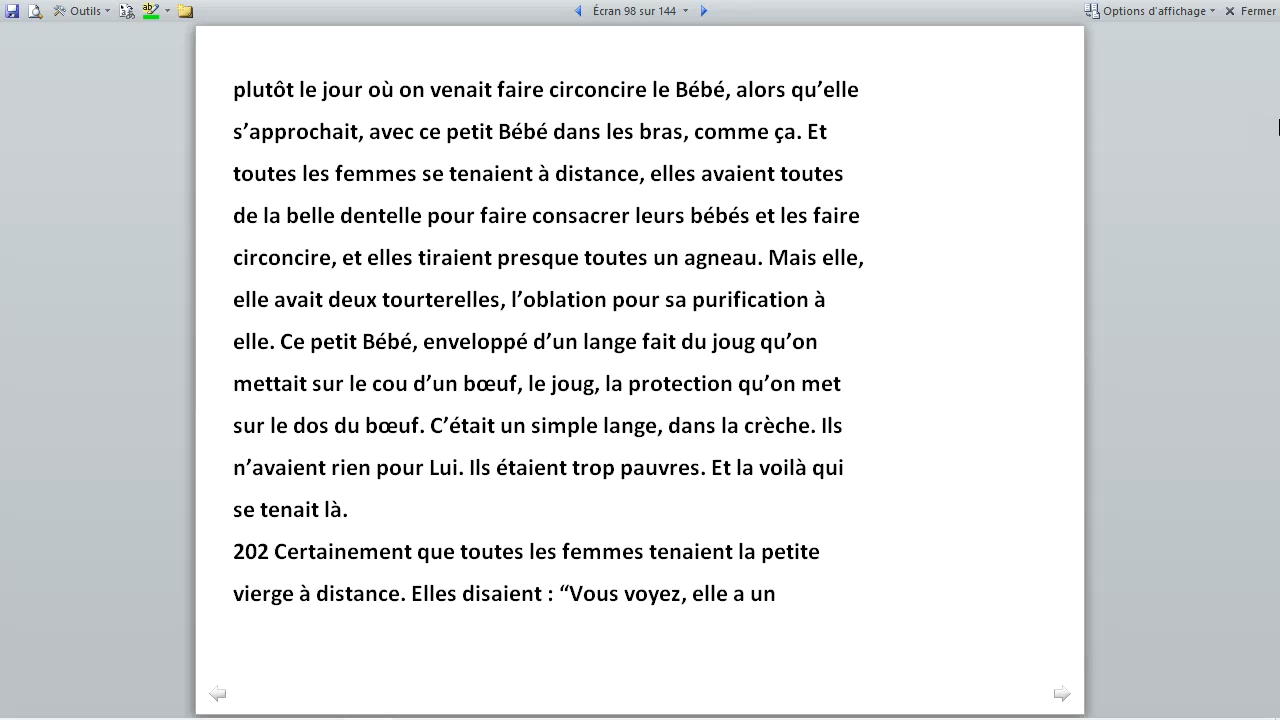 Outils
Écran 98 sur 144
Options d'affichage
Fermer
plutôt le jour où on venait faire circoncire le Bébé, alors qu’elle
s’approchait, avec ce petit Bébé dans les bras, comme ça. Et
toutes les femmes se tenaient à distance, elles avaient toutes
de la belle dentelle pour faire consacrer leurs bébés et les faire
circoncire, et elles tiraient presque toutes un agneau. Mais elle,
elle avait deux tourterelles, l’oblation pour sa purification à
elle. Ce petit Bébé, enveloppé d’un lange fait du joug qu’on
mettait sur le cou d’un bœuf, le joug, la protection qu’on met
sur le dos du bœuf. C’était un simple lange, dans la crèche. Ils
n’avaient rien pour Lui. Ils étaient trop pauvres. Et la voilà qui
se tenait là.
202 Certainement que toutes les femmes tenaient la petite
vierge à distance. Elles disaient : “Vous voyez, elle a un